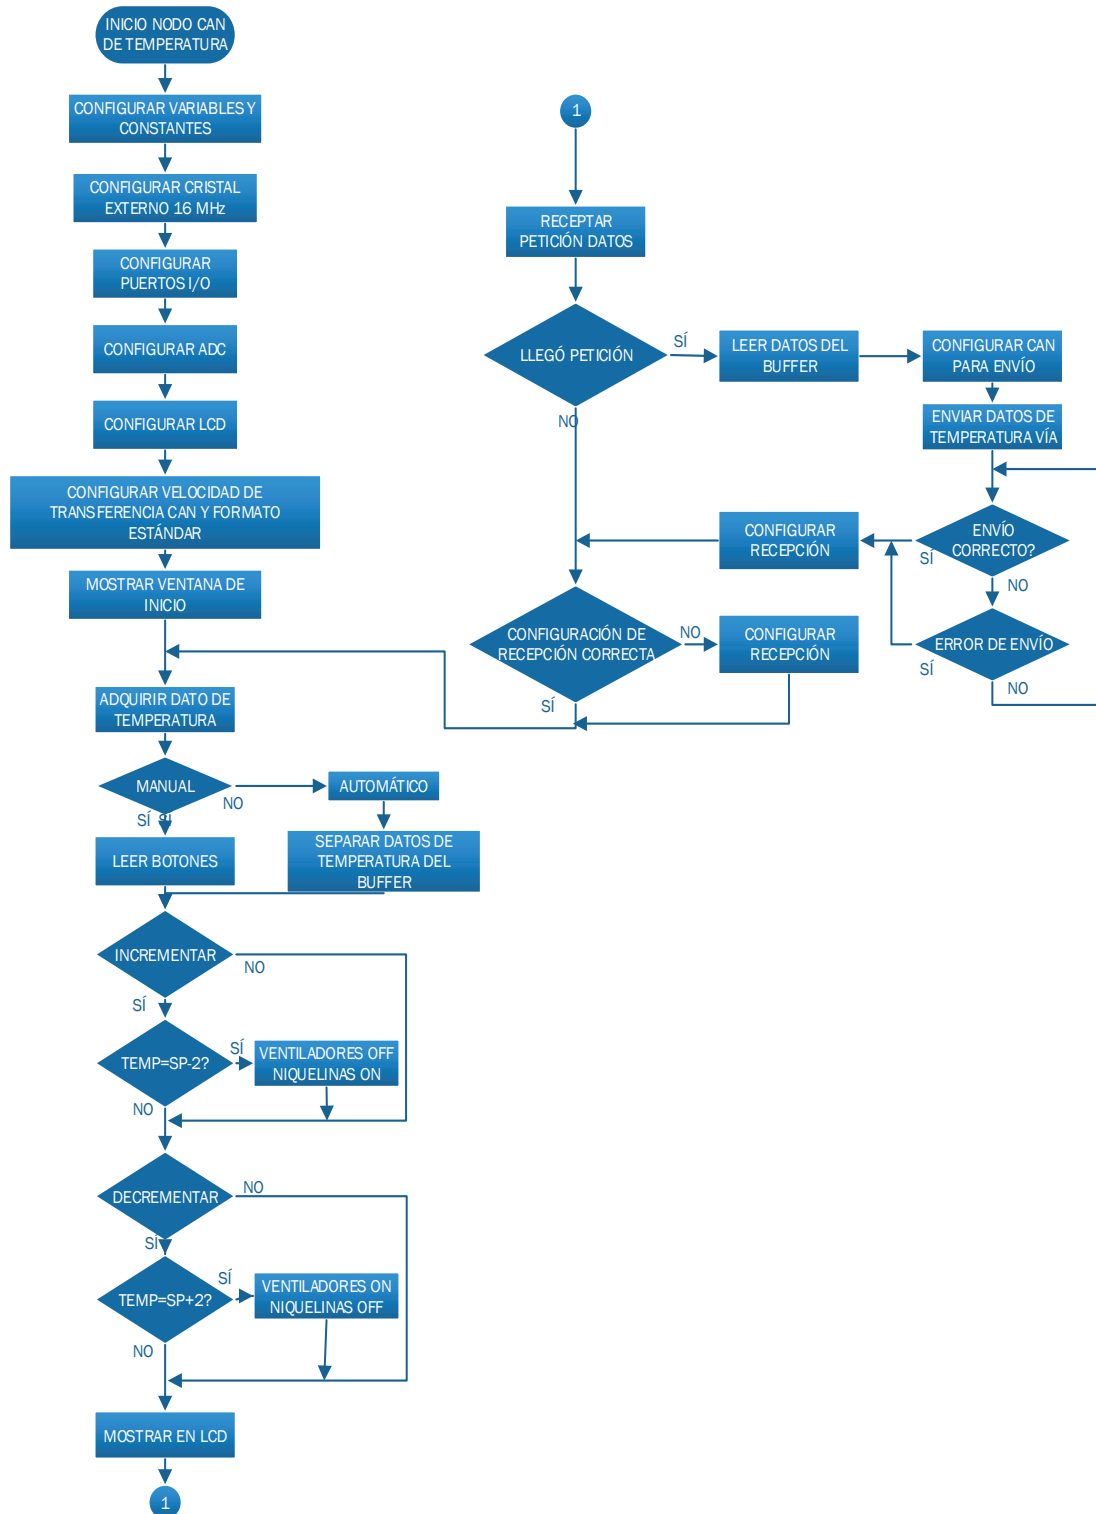 INICIO NODO CAN
DE TEMPERATURA
CONFIGURAR VARIABLES Y
CONSTANTES
CONFIGURAR CRISTAL
EXTERNO 16 MHz
CONFIGURAR
PUERTOS I/O
CONFIGURAR ADC
CONFIGURAR LCD
CONFIGURAR VELOCIDAD DE
TRANSFERENCIA CAN Y FORMATO
ESTÁNDAR
MOSTRAR VENTANA DE
INICIO
ADQUIRIR DATO DE
TEMPERATURA
MANUAL
NO
AUTOMÁTICO
SÍ
SÍ
LEER BOTONES
SEPARAR DATOS DE
TEMPERATURA DEL
BUFFER
INCREMENTAR
NO
SÍ
TEMP=SP-2?
SÍ
VENTILADORES OFF
NIQUELINAS ON
NO
DECREMENTAR
NO
SÍ
TEMP=SP+2?
SÍ
VENTILADORES ON
NIQUELINAS OFF
NO
MOSTRAR EN LCD
1
1
RECEPTAR
PETICIÓN DATOS
LLEGÓ PETICIÓN
SÍ
LEER DATOS DEL
BUFFER
CONFIGURAR CAN
PARA ENVÍO
NO
ENVIAR DATOS DE
TEMPERATURA VÍA
ENVÍO
CORRECTO?
SÍ
NO
CONFIGURAR
RECEPCIÓN
ERROR DE ENVÍO
SÍ
NO
CONFIGURACIÓN DE
RECEPCIÓN CORRECTA
NO
CONFIGURAR
RECEPCIÓN
SÍ